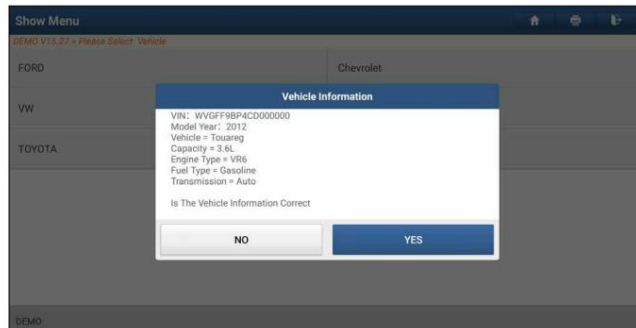 Show Menu
DEMO V15.27 > Please Select Vehicle
FORD
Chevrolet
VW
TOYOTA
Vehicle Information
VIN: WVGFF9BP4CD000000
Model Year: 2012
Vehicle = Touareg
Capacity = 3.6L
Engine Type = VR6
Fuel Type = Gasoline
Transmission = Auto
Is The Vehicle Information Correct
NO
YES
DEMO